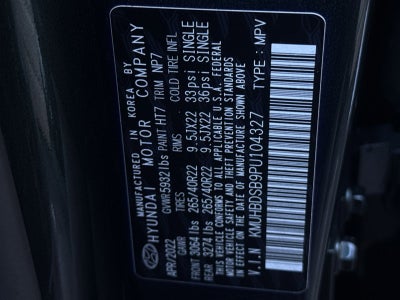 MANUFACTURED IN KOREA BY
HYUNDAI MOTOR COMPANY
APR/2022 GVWR 5932 lbs PAINT HT7 TRIM NP7
GVWR TIRES RIMS COLD TIRE INFL
FRONT 3064 lbs 265/40R22 9.5JX22 33psi SINGLE
REAR 3274 lbs 265/40R22 9.5JX22 36psi SINGLE
THIS VEHICLE CONFORMS TO ALL APPLICABLE U.S.A. FEDERAL
MOTOR VEHICLE SAFETY AND THEFT PREVENTION STANDARDS
IN EFFECT ON THE DATE OF MANUFACTURE SHOWN ABOVE
V.I.N KMUHBDSB9PU104327 TYPE : MPV